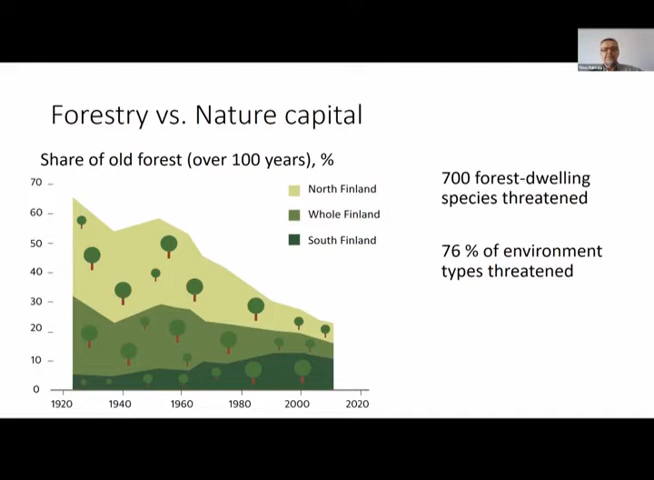 Forestry vs. Nature capital
Share of old forest (over 100 years), %
70
60
50
40
30
20
10
0
1920 1940 1960 1980 2000 2020
North Finland
Whole Finland
South Finland
700 forest-dwelling
species threatened
76 % of environment
types threatened